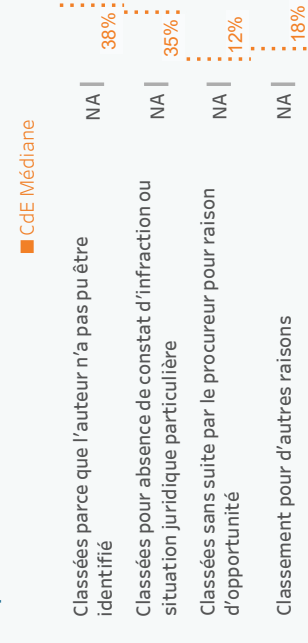 CdE Médiane
Classées parce que l'auteur n'a pas pu être
identifié
NA
38%
Classées pour absence de constat d'infraction ou
situation juridique particulière
NA
35%
Classées sans suite par le procureur pour raison
d'opportunité
NA
12%
Classement pour d'autres raisons
NA
18%